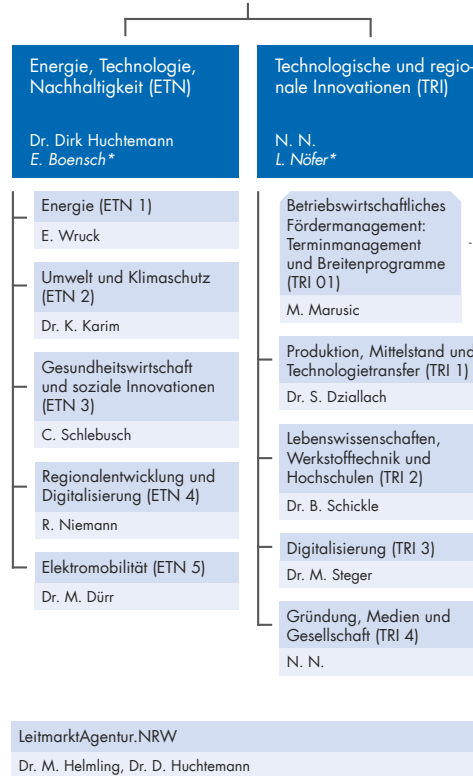 Energie, Technologie,
Nachhaltigkeit (ETN)
Dr. Dirk Huchtemann
E. Boensch*
Energie (ETN 1)
E. Wruck
Umwelt und Klimaschutz
(ETN 2)
Dr. K. Karim
Gesundheitswirtschaft
und soziale Innovationen
(ETN 3)
C. Schlebusch
Regionalentwicklung und
Digitalisierung (ETN 4)
R. Niemann
Elektromobilität (ETN 5)
Dr. M. Dürr
Technologische und regio-
nale Innovationen (TRI)
N. N.
L. Nöfer*
Betriebswirtschaftliches
Fördermanagement:
Terminmanagement
und Breitenprogramme
(TRI 01)
M. Marusic
Produktion, Mittelstand und
Technologietransfer (TRI 1)
Dr. S. Dziallach
Lebenswissenschaften,
Werkstofftechnik und
Hochschulen (TRI 2)
Dr. B. Schickle
Digitalisierung (TRI 3)
Dr. M. Steger
Gründung, Medien und
Gesellschaft (TRI 4)
N. N.
LeitmarktAgentur.NRW
Dr. M. Helmling, Dr. D. Huchtemann